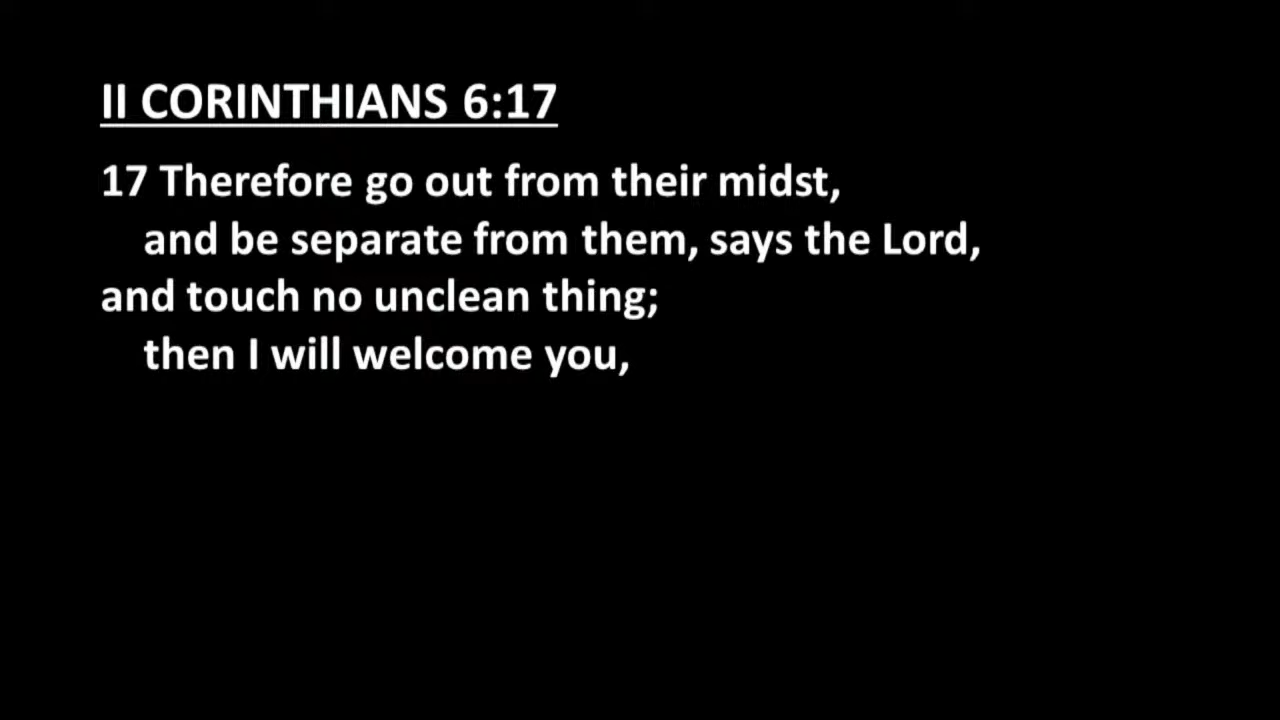 II CORINTHIANS 6:17
17 Therefore go out from their midst,
and be separate from them, says the Lord,
and touch no unclean thing;
then I will welcome you,